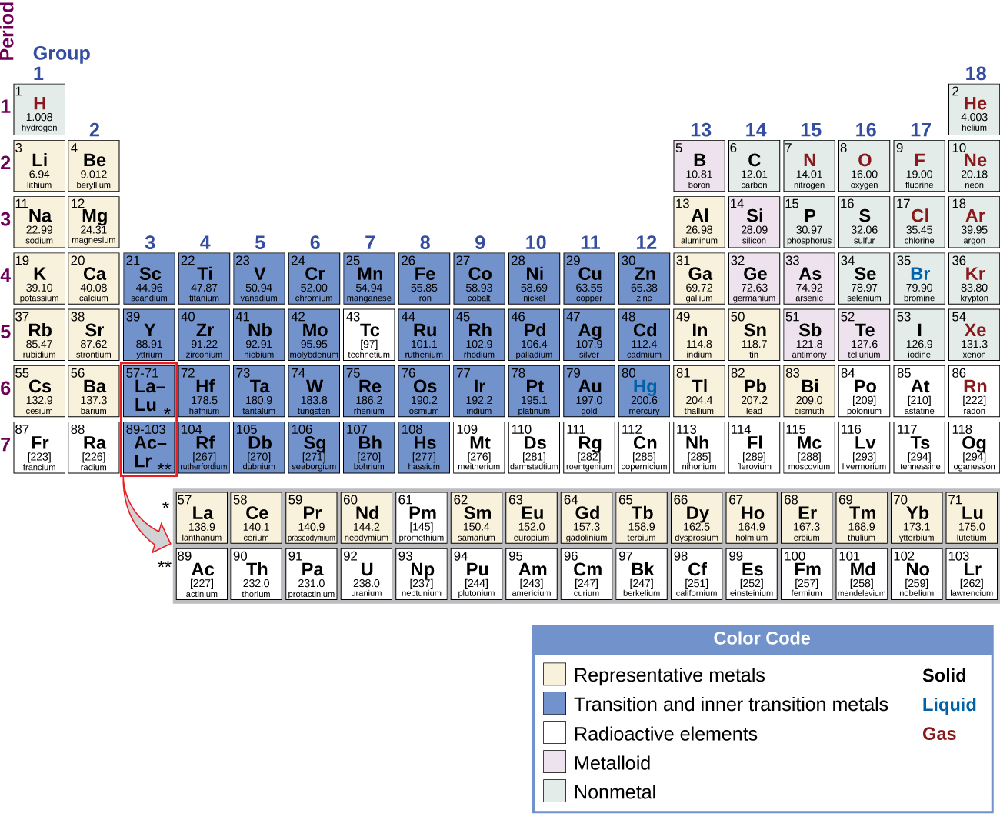 Period
Group
1 18
1 H 1.008 hydrogen
2 He 4.003 helium
1
2 13 14 15 16 17
3 Li 6.94 lithium
4 Be 9.012 beryllium
5 B 10.81 boron
6 C 12.01 carbon
7 N 14.01 nitrogen
8 O 16.00 oxygen
9 F 19.00 fluorine
10 Ne 20.18 neon
2
11 Na 22.99 sodium
12 Mg 24.31 magnesium
13 Al 26.98 aluminum
14 Si 28.09 silicon
15 P 30.97 phosphorus
16 S 32.06 sulfur
17 Cl 35.45 chlorine
18 Ar 39.95 argon
3
3 4 5 6 7 8 9 10 11 12
19 K 39.10 potassium
20 Ca 40.08 calcium
21 Sc 44.96 scandium
22 Ti 47.87 titanium
23 V 50.94 vanadium
24 Cr 52.00 chromium
25 Mn 54.94 manganese
26 Fe 55.85 iron
27 Co 58.93 cobalt
28 Ni 58.69 nickel
29 Cu 63.55 copper
30 Zn 65.38 zinc
31 Ga 69.72 gallium
32 Ge 72.63 germanium
33 As 74.92 arsenic
34 Se 78.97 selenium
35 Br 79.90 bromine
36 Kr 83.80 krypton
4
37 Rb 85.47 rubidium
38 Sr 87.62 strontium
39 Y 88.91 yttrium
40 Zr 91.22 zirconium
41 Nb 92.91 niobium
42 Mo 95.95 molybdenum
43 Tc [97] technetium
44 Ru 101.1 ruthenium
45 Rh 102.9 rhodium
46 Pd 106.4 palladium
47 Ag 107.9 silver
48 Cd 112.4 cadmium
49 In 114.8 indium
50 Sn 118.7 tin
51 Sb 121.8 antimony
52 Te 127.6 tellurium
53 I 126.9 iodine
54 Xe 131.3 xenon
5
55 Cs 132.9 cesium
56 Ba 137.3 barium
57-71 La– Lu *
72 Hf 178.5 hafnium
73 Ta 180.9 tantalum
74 W 183.8 tungsten
75 Re 186.2 rhenium
76 Os 190.2 osmium
77 Ir 192.2 iridium
78 Pt 195.1 platinum
79 Au 197.0 gold
80 Hg 200.6 mercury
81 Tl 204.4 thallium
82 Pb 207.2 lead
83 Bi 209.0 bismuth
84 Po [209] polonium
85 At [210] astatine
86 Rn [222] radon
6
87 Fr [223] francium
88 Ra [226] radium
89-103 Ac– Lr **
104 Rf [267] rutherfordium
105 Db [270] dubnium
106 Sg [271] seaborgium
107 Bh [270] bohrium
108 Hs [277] hassium
109 Mt [276] meitnerium
110 Ds [281] darmstadtium
111 Rg [282] roentgenium
112 Cn [285] copernicium
113 Nh [285] nihonium
114 Fl [289] flerovium
115 Mc [288] moscovium
116 Lv [293] livermorium
117 Ts [294] tennessine
118 Og [294] oganesson
7
*
57 La 138.9 lanthanum
58 Ce 140.1 cerium
59 Pr 140.9 praseodymium
60 Nd 144.2 neodymium
61 Pm [145] promethium
62 Sm 150.4 samarium
63 Eu 152.0 europium
64 Gd 157.3 gadolinium
65 Tb 158.9 terbium
66 Dy 162.5 dysprosium
67 Ho 164.9 holmium
68 Er 167.3 erbium
69 Tm 168.9 thulium
70 Yb 173.1 ytterbium
71 Lu 175.0 lutetium
**
89 Ac [227] actinium
90 Th 232.0 thorium
91 Pa 231.0 protactinium
92 U 238.0 uranium
93 Np [237] neptunium
94 Pu [244] plutonium
95 Am [243] americium
96 Cm [247] curium
97 Bk [247] berkelium
98 Cf [251] californium
99 Es [252] einsteinium
100 Fm [257] fermium
101 Md [258] mendelevium
102 No [259] nobelium
103 Lr [262] lawrencium
Color Code
Representative metals Solid
Transition and inner transition metals Liquid
Radioactive elements Gas
Metalloid
Nonmetal